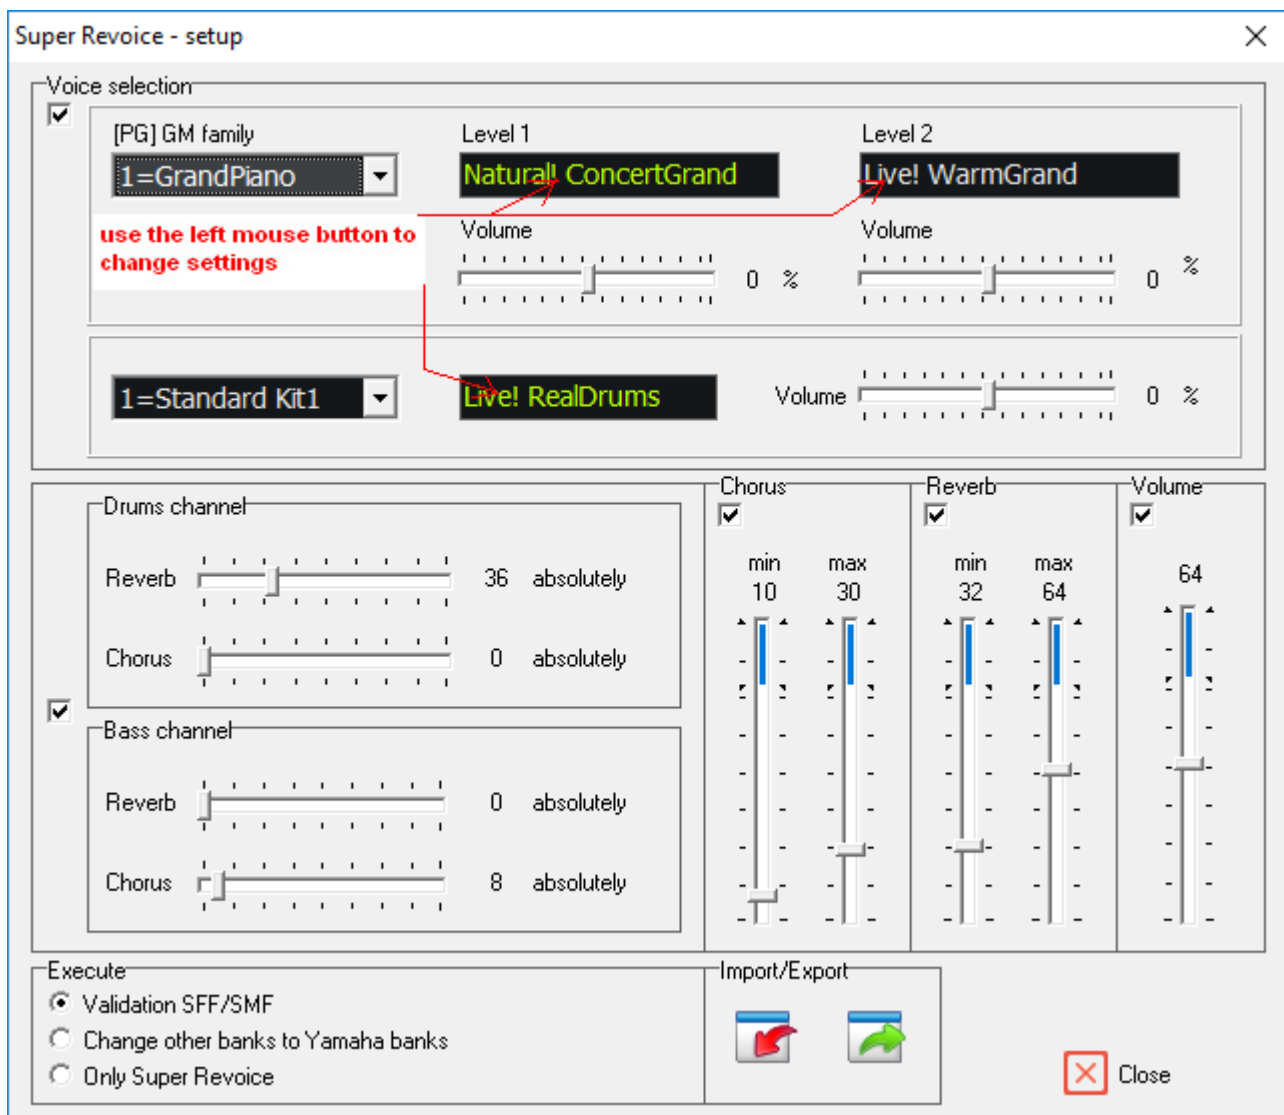 Super Revoice - setup
Voice selection
[PG] GM family
Level 1
Level 2
1=GrandPiano
Natural! ConcertGrand
Live! WarmGrand
use the left mouse button to
change settings
Volume
0 %
Volume
0 %
1=Standard Kit1
Live! RealDrums
Volume
0 %
Drums channel
Reverb 36 absolutely
Chorus 0 absolutely
Bass channel
Reverb 0 absolutely
Chorus 8 absolutely
Chorus
min max
10 30
Reverb
min max
32 64
Volume
64
Execute
Validation SFF/SMF
Change other banks to Yamaha banks
Only Super Revoice
Import/Export
Close